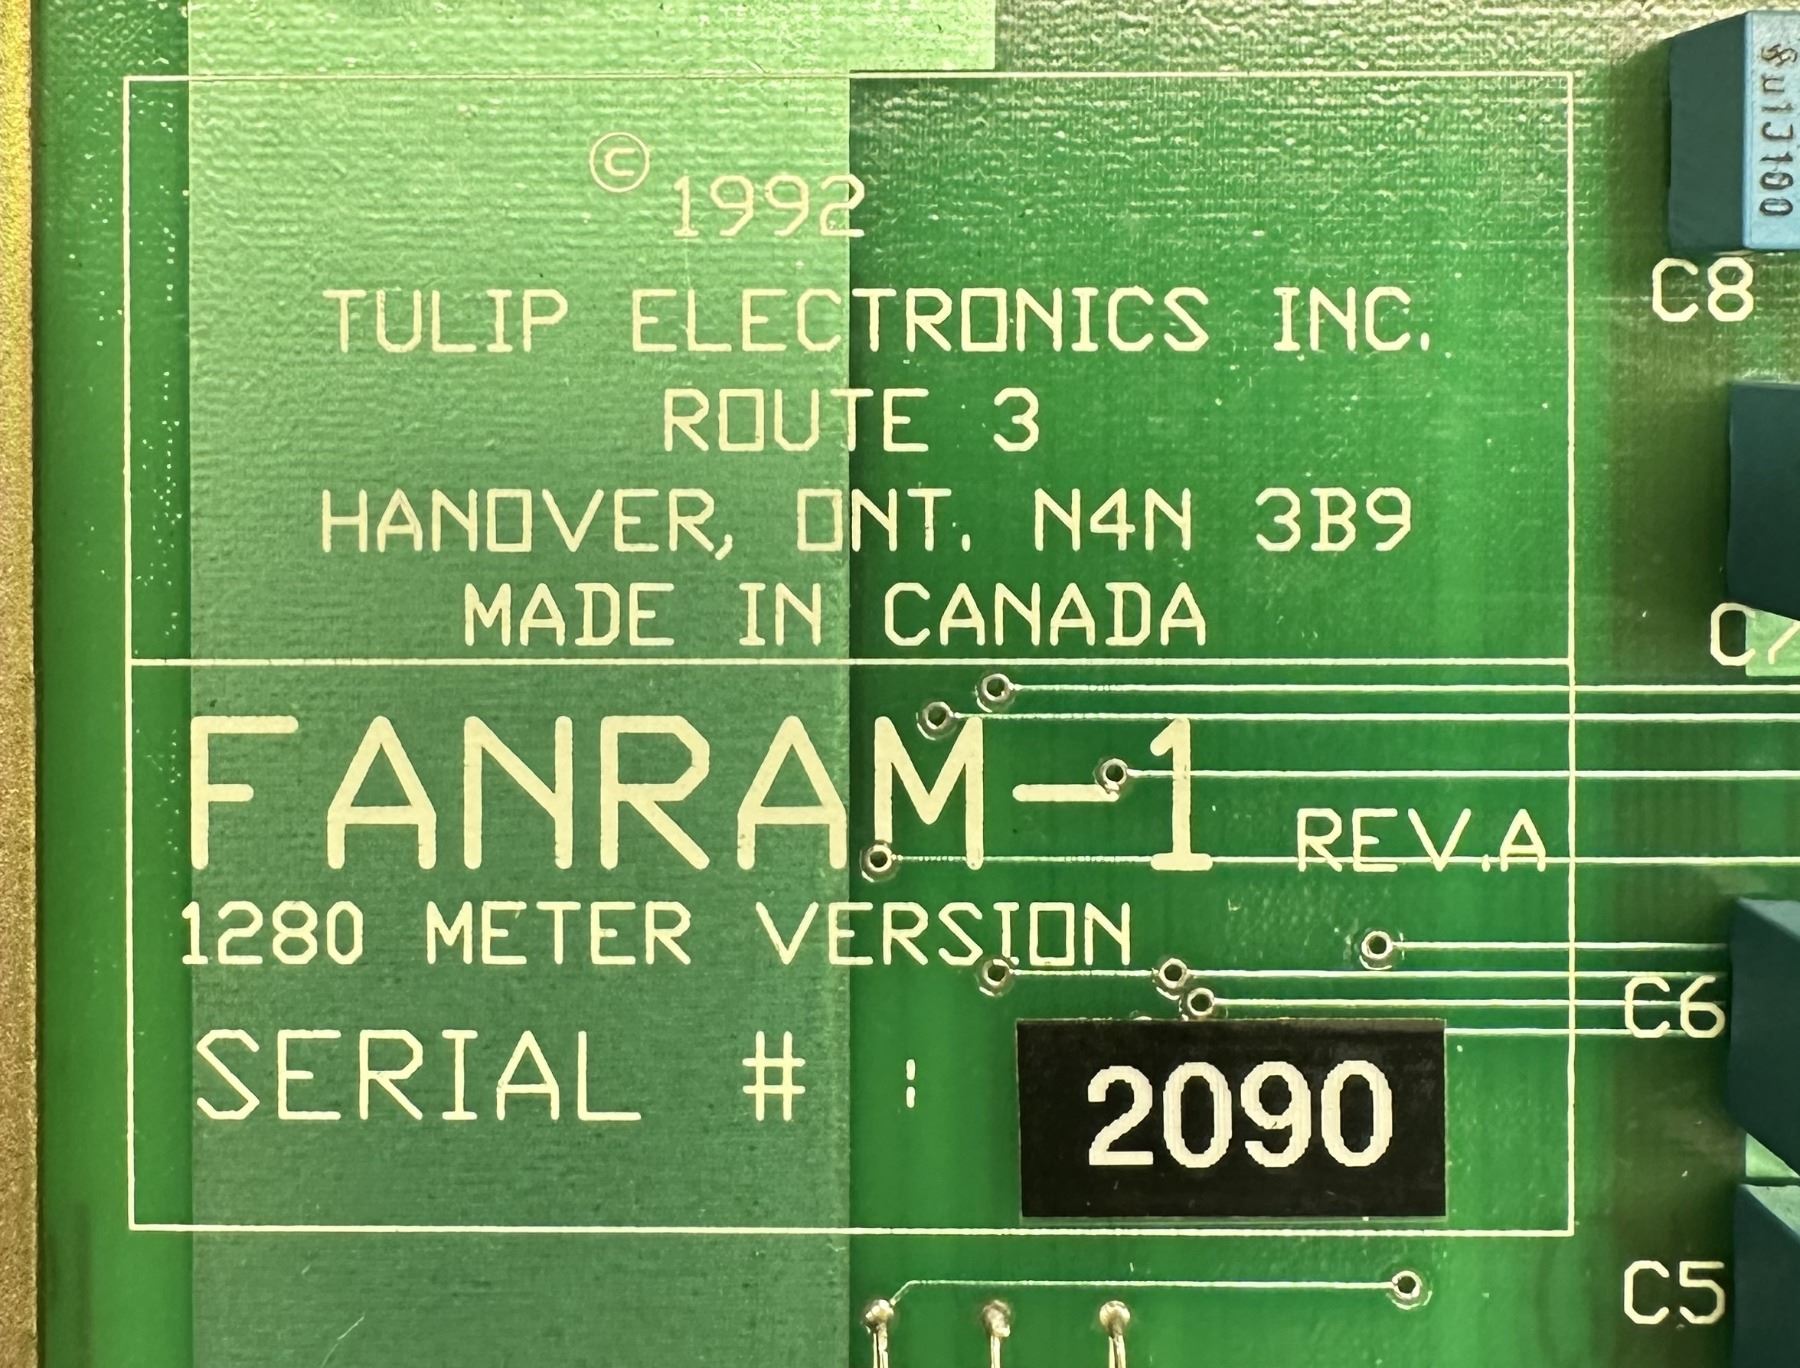 © 1992
TULIP ELECTRONICS INC.
ROUTE 3
HANOVER, ONT. N4N 3B9
MADE IN CANADA
FANRAM-1 REV.A
1280 METER VERSION
SERIAL # : 2090
C8
C7
C6
C5